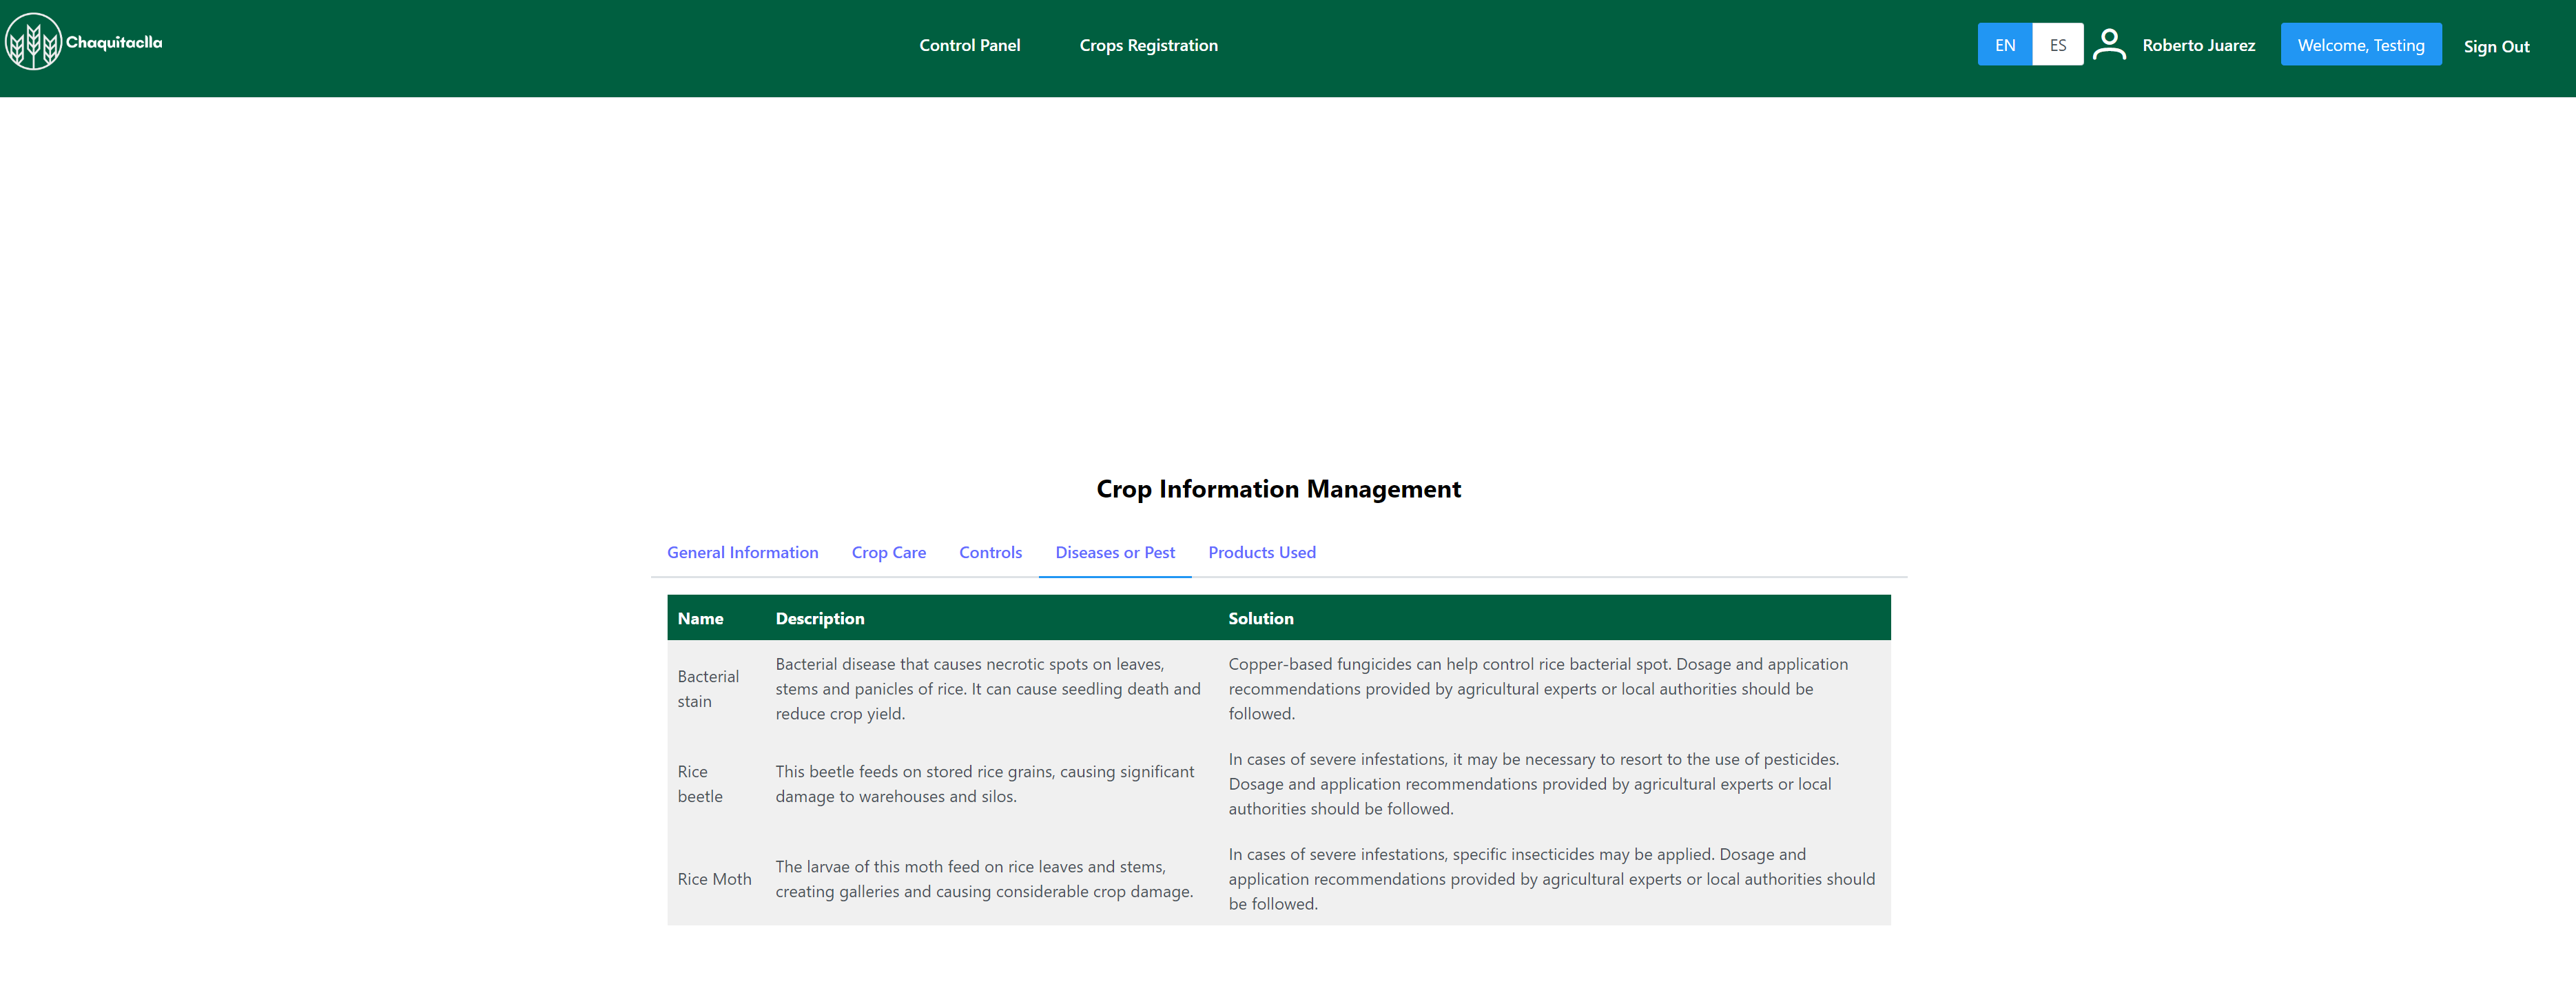 Chaquitaclla
Control Panel
Crops Registration
EN
ES
Roberto Juarez
Welcome, Testing
Sign Out
Crop Information Management
General Information
Crop Care
Controls
Diseases or Pest
Products Used
Name
Description
Solution
Bacterial
stain
Bacterial disease that causes necrotic spots on leaves,
stems and panicles of rice. It can cause seedling death and
reduce crop yield.
Copper-based fungicides can help control rice bacterial spot. Dosage and application
recommendations provided by agricultural experts or local authorities should be
followed.
Rice
beetle
This beetle feeds on stored rice grains, causing significant
damage to warehouses and silos.
In cases of severe infestations, it may be necessary to resort to the use of pesticides.
Dosage and application recommendations provided by agricultural experts or local
authorities should be followed.
Rice Moth
The larvae of this moth feed on rice leaves and stems,
creating galleries and causing considerable crop damage.
In cases of severe infestations, specific insecticides may be applied. Dosage and
application recommendations provided by agricultural experts or local authorities should
be followed.